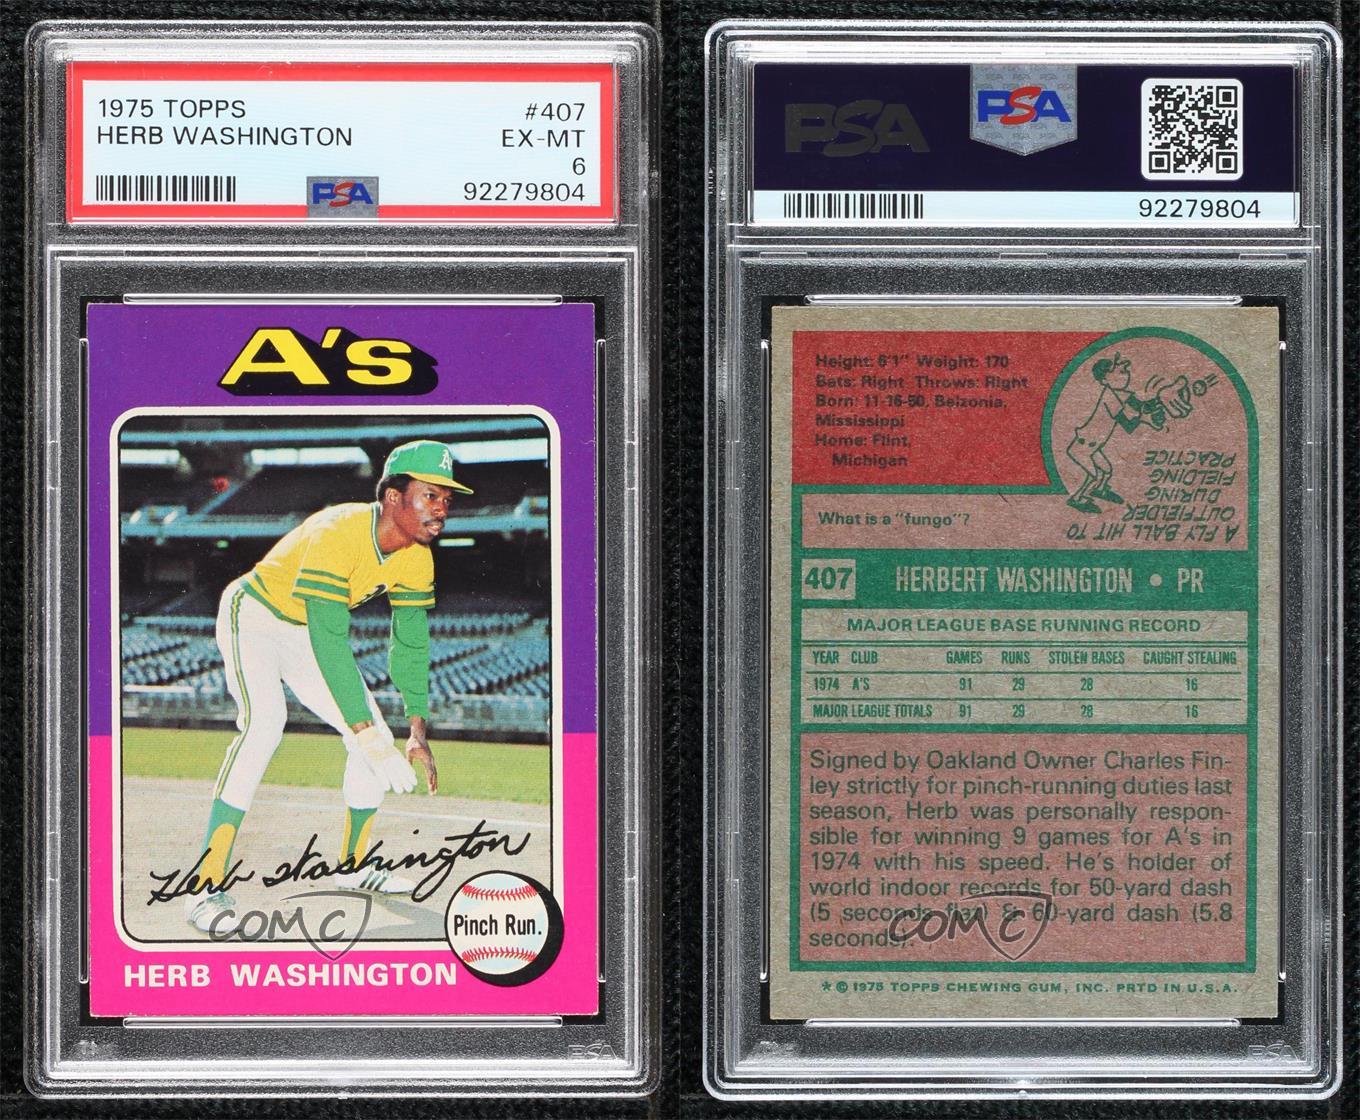 1975 TOPPS #407
HERB WASHINGTON EX-MT
6
PSA 92279804
A's
A
Herb Washington
Pinch Run.
HERB WASHINGTON
COMC
PSA
PSA PSA
92279804
Height: 6'1" Weight: 170
Bats: Right Throws: Right
Born: 11-16-50, Belzonia,
Mississippi
Home: Flint,
Michigan
What is a "fungo"?
A FLY BALL HIT TO
OUTFIELDER
DURING
FIELDING
PRACTICE
407 HERBERT WASHINGTON • PR
MAJOR LEAGUE BASE RUNNING RECORD
YEAR CLUB GAMES RUNS STOLEN BASES CAUGHT STEALING
1974 A'S 91 29 28 16
MAJOR LEAGUE TOTALS 91 29 28 16
Signed by Oakland Owner Charles Fin-
ley strictly for pinch-running duties last
season, Herb was personally respon-
sible for winning 9 games for A's in
1974 with his speed. He's holder of
world indoor records for 50-yard dash
(5 seconds flat) & 60-yard dash (5.8
seconds).
COMC
* © 1975 TOPPS CHEWING GUM, INC. PRTD IN U.S.A.
PSA